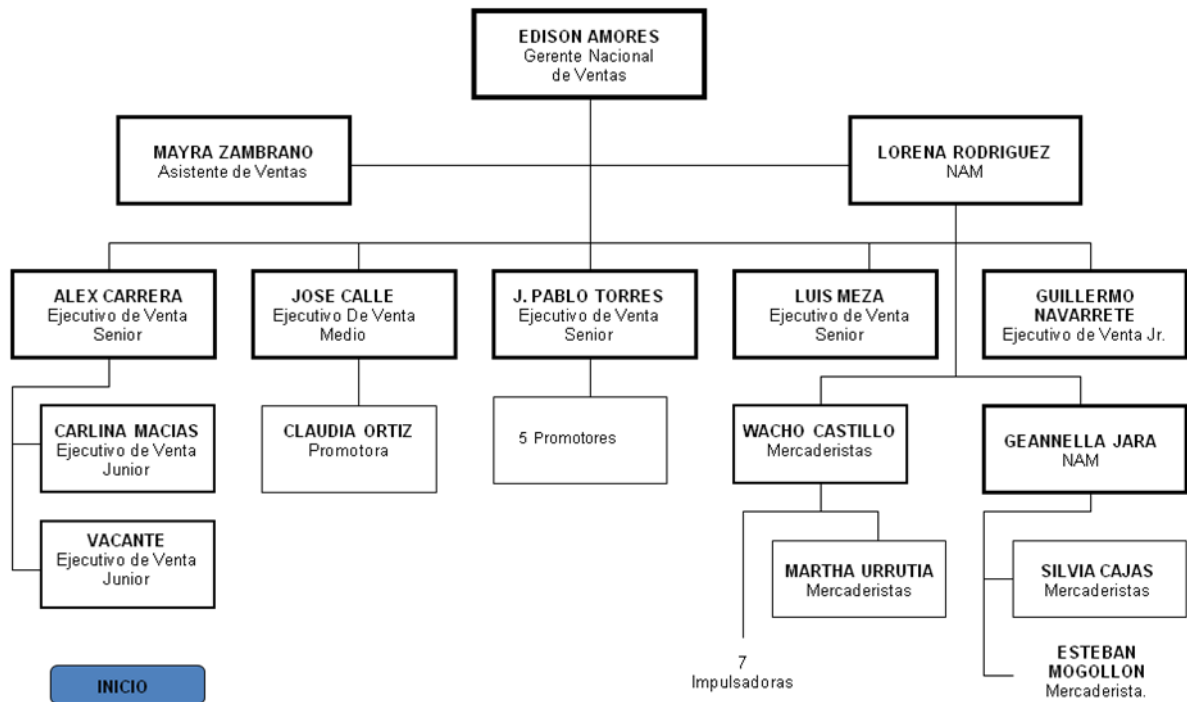 EDISON AMORES
Gerente Nacional
de Ventas
MAYRA ZAMBRANO
Asistente de Ventas
LORENA RODRIGUEZ
NAM
ALEX CARRERA
Ejecutivo de Venta
Senior
JOSE CALLE
Ejecutivo De Venta
Medio
J. PABLO TORRES
Ejecutivo de Venta
Senior
LUIS MEZA
Ejecutivo de Venta
Senior
GUILLERMO
NAVARRETE
Ejecutivo de Venta Jr.
CARLINA MACIAS
Ejecutivo de Venta
Junior
CLAUDIA ORTIZ
Promotora
5 Promotores
WACHO CASTILLO
Mercaderistas
GEANNELLA JARA
NAM
VACANTE
Ejecutivo de Venta
Junior
MARTHA URRUTIA
Mercaderistas
SILVIA CAJAS
Mercaderistas
7
Impulsadoras
ESTEBAN
MOGOLLON
Mercaderista.
INICIO